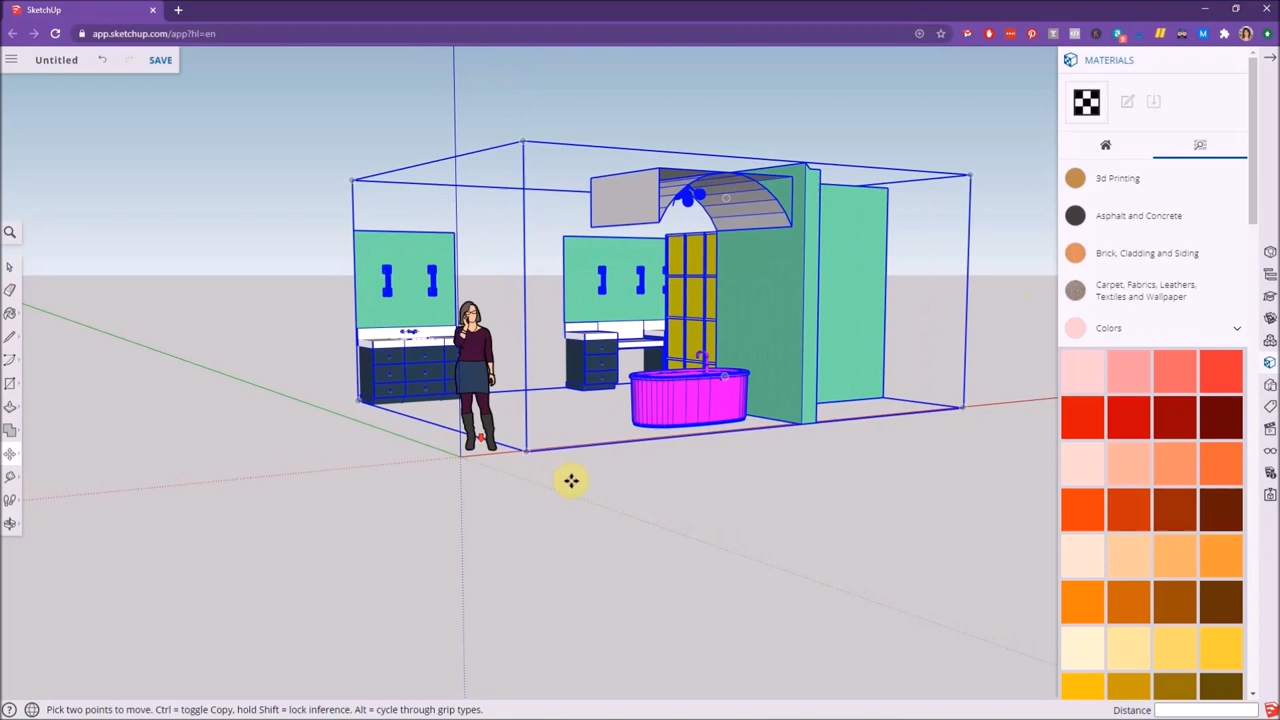 SketchUp
app.sketchup.com/app?hl=en
Untitled
SAVE
MATERIALS
3d Printing
Asphalt and Concrete
Brick, Cladding and Siding
Carpet, Fabrics, Leathers,
Textiles and Wallpaper
Colors
Pick two points to move. Ctrl = toggle Copy, hold Shift = lock inference. Alt = cycle through grip types.
Distance